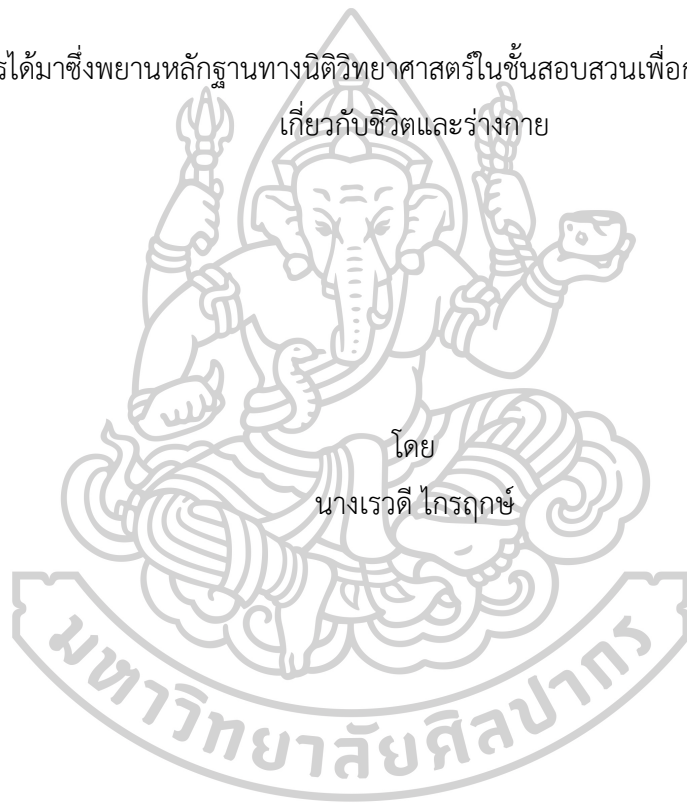 รได้มาซึ่งพยานหลักฐานทางนิติวิทยาศาสตร์ในชั้นสอบสวนเพื่อ
เกี่ยวกับชีวิตและร่างกาย
โดย
นางเรวดี ไกรฤกษ์
มหาวิทยาลัยศิลปากร